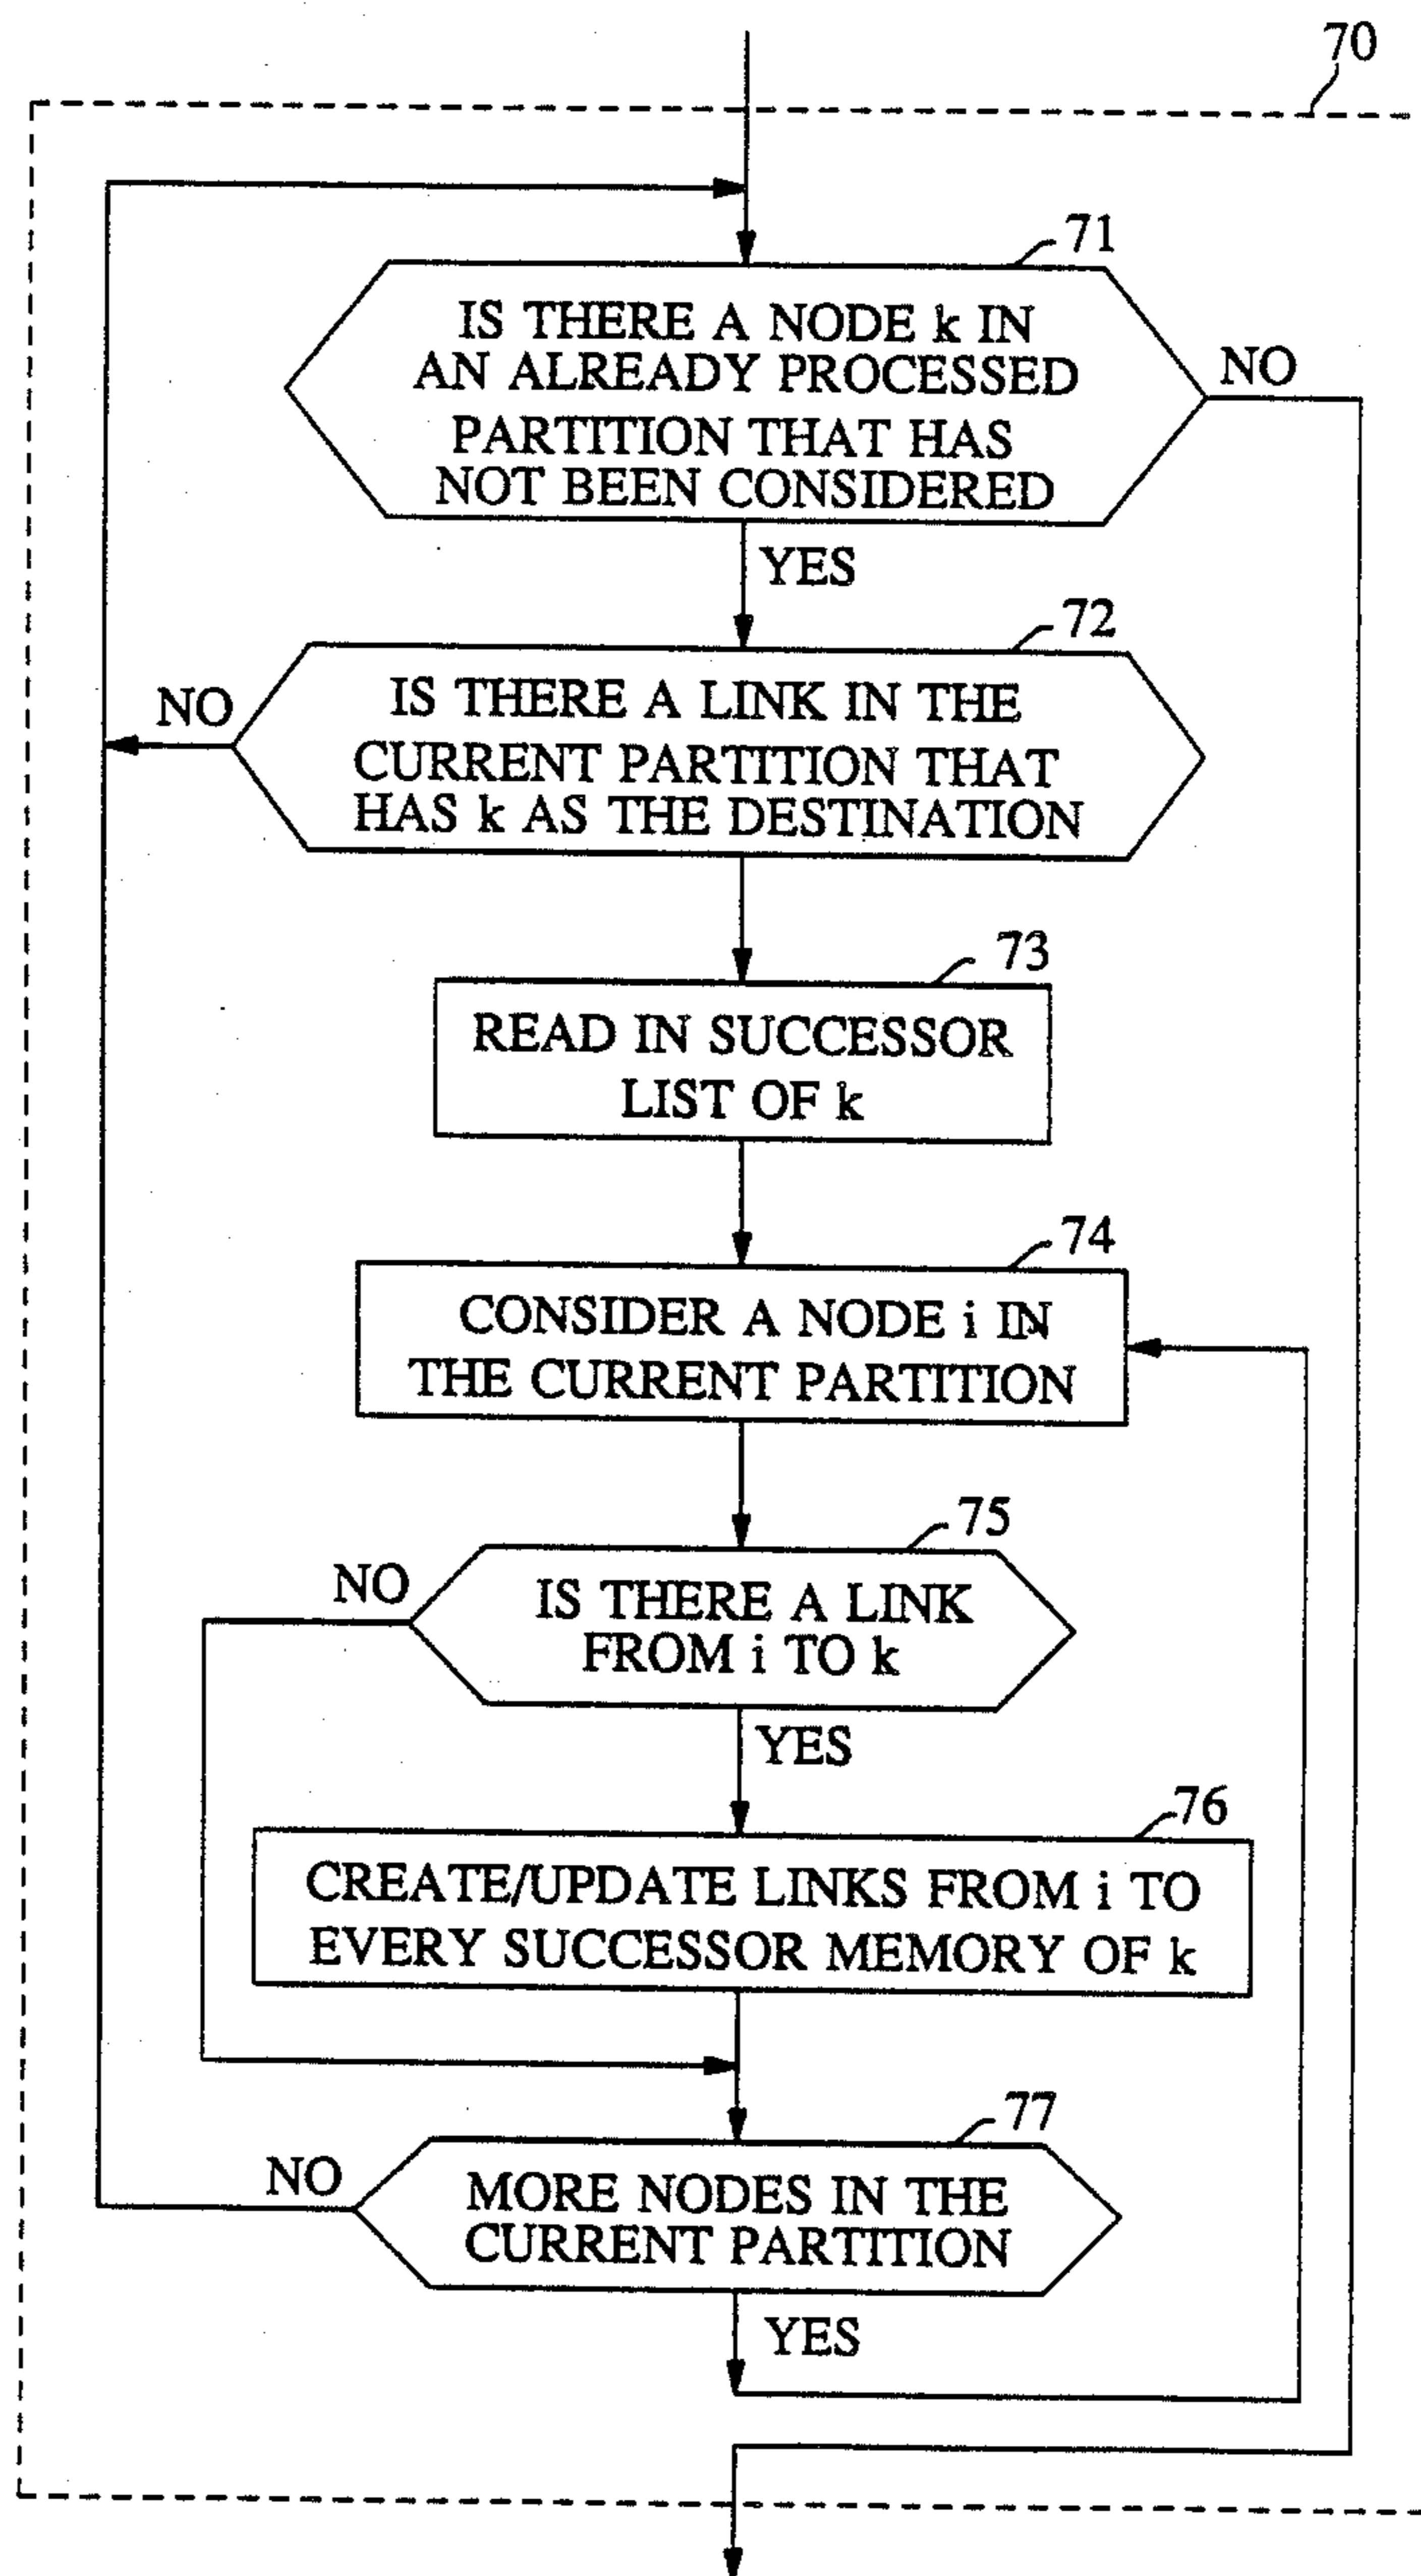 70
71
IS THERE A NODE k IN
AN ALREADY PROCESSED
PARTITION THAT HAS
NOT BEEN CONSIDERED
NO
YES
72
IS THERE A LINK IN THE
CURRENT PARTITION THAT
HAS k AS THE DESTINATION
NO
73
READ IN SUCCESSOR
LIST OF k
74
CONSIDER A NODE i IN
THE CURRENT PARTITION
75
NO
IS THERE A LINK
FROM i TO k
YES
76
CREATE/UPDATE LINKS FROM i TO
EVERY SUCCESSOR MEMORY OF k
77
NO
MORE NODES IN THE
CURRENT PARTITION
YES